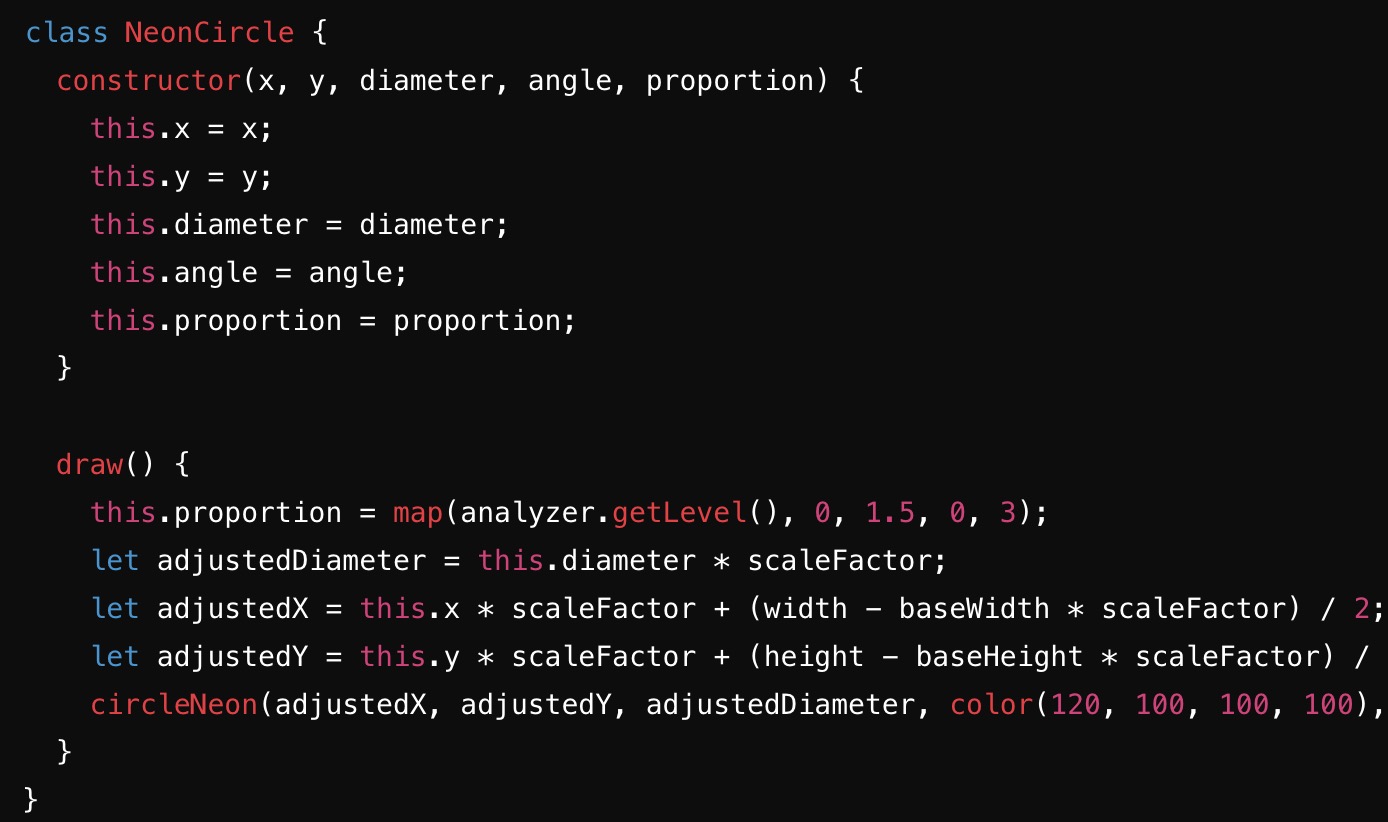 class NeonCircle {
  constructor(x, y, diameter, angle, proportion) {
    this.x = x;
    this.y = y;
    this.diameter = diameter;
    this.angle = angle;
    this.proportion = proportion;
  }

  draw() {
    this.proportion = map(analyzer.getLevel(), 0, 1.5, 0, 3);
    let adjustedDiameter = this.diameter * scaleFactor;
    let adjustedX = this.x * scaleFactor + (width - baseWidth * scaleFactor) / 2;
    let adjustedY = this.y * scaleFactor + (height - baseHeight * scaleFactor) /
    circleNeon(adjustedX, adjustedY, adjustedDiameter, color(120, 100, 100, 100),
  }
}